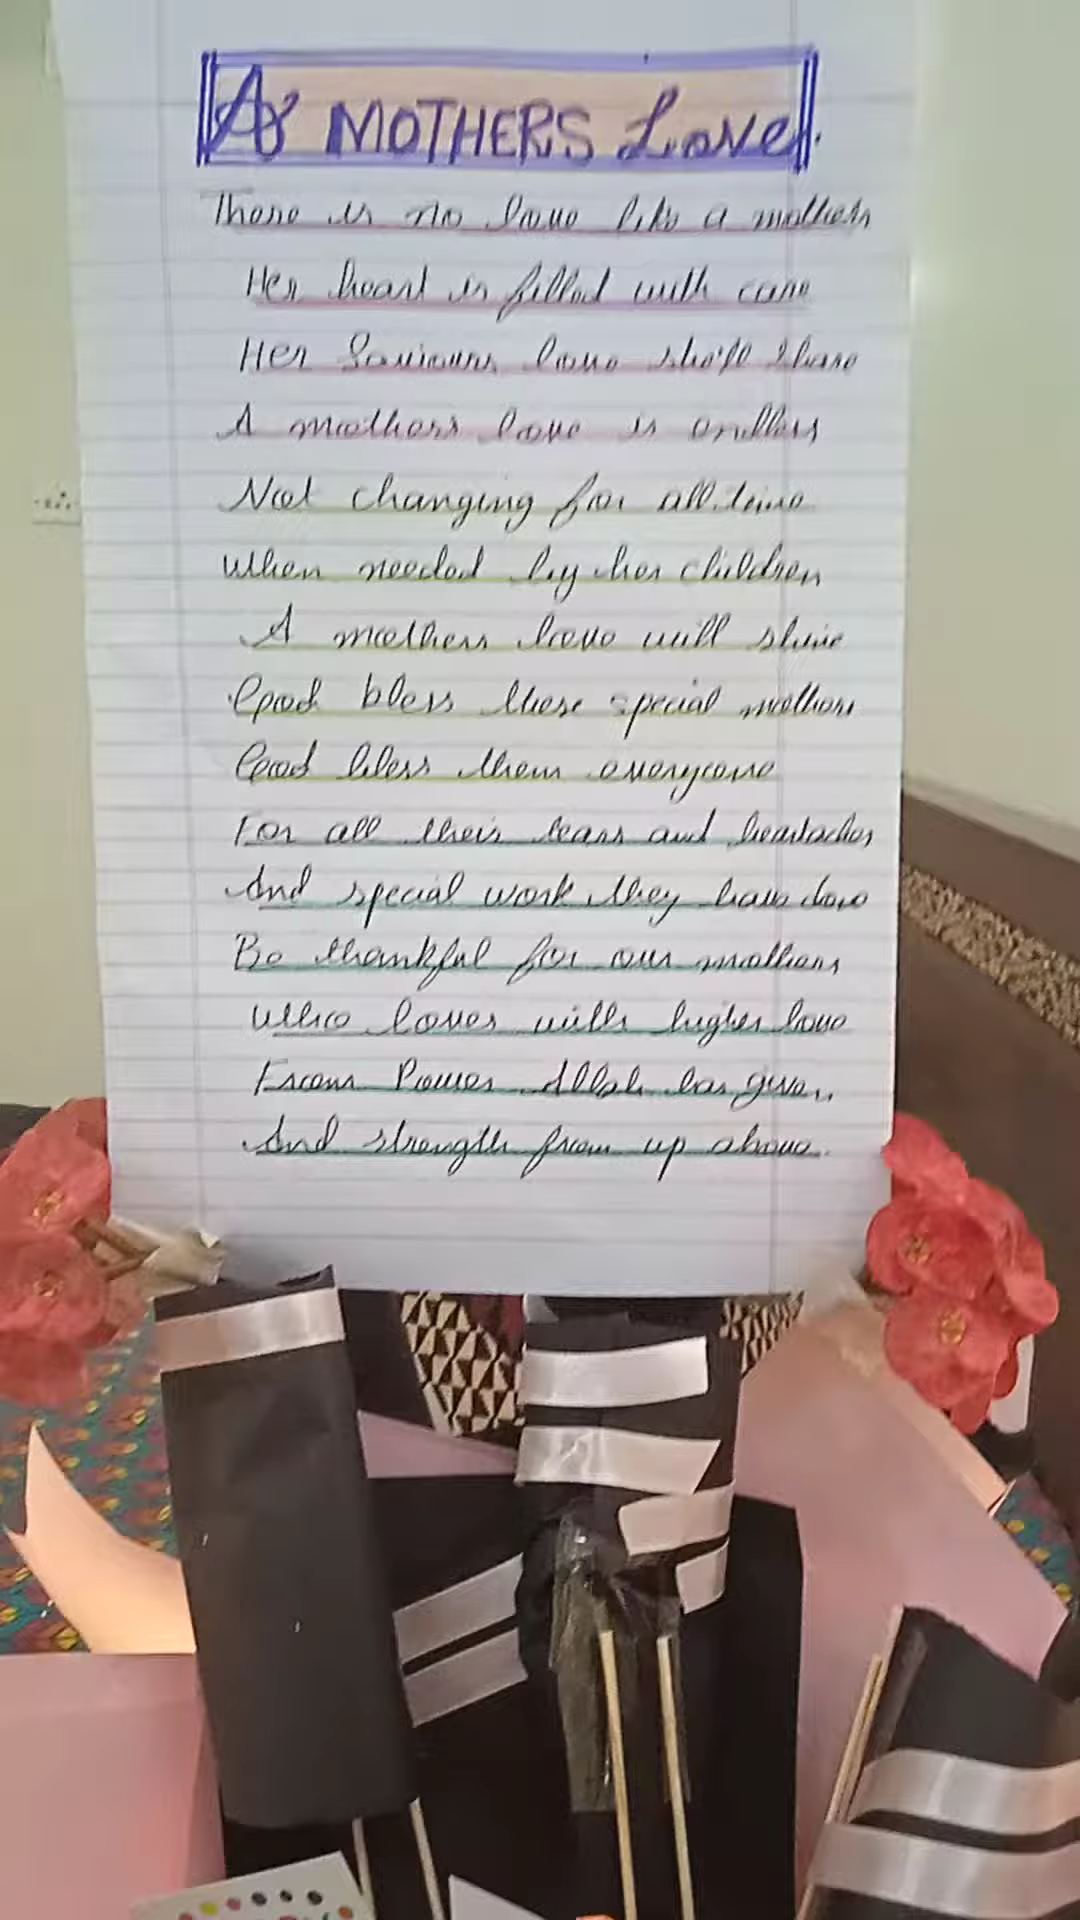 A MOTHERS Love
There is no love like a mothers
Her heart is filled with care
Her Saviours love she'll share
A mothers love is endless
Not changing for all time
When needed by her children
A mothers love will shine
God bless these special mothers
God bless them everyone
For all their tears and heartaches
And special work they have done
Be thankful for our mothers
Who loves with higher love
From Power Allah has given
And strength from up above.